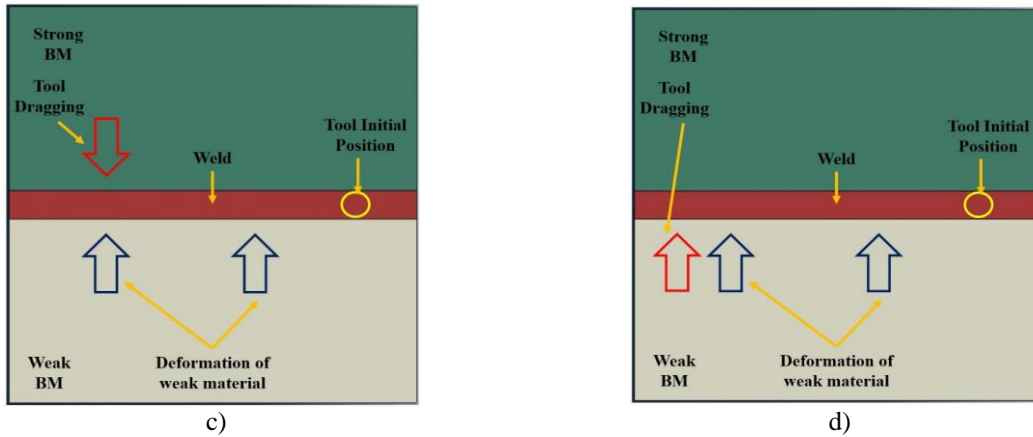 Strong
BM
Tool
Dragging
Tool Initial
Position
Weld
Weak
BM
Deformation of
weak material
c)
Strong
BM
Tool
Dragging
Tool Initial
Position
Weld
Weak
BM
Deformation of
weak material
d)